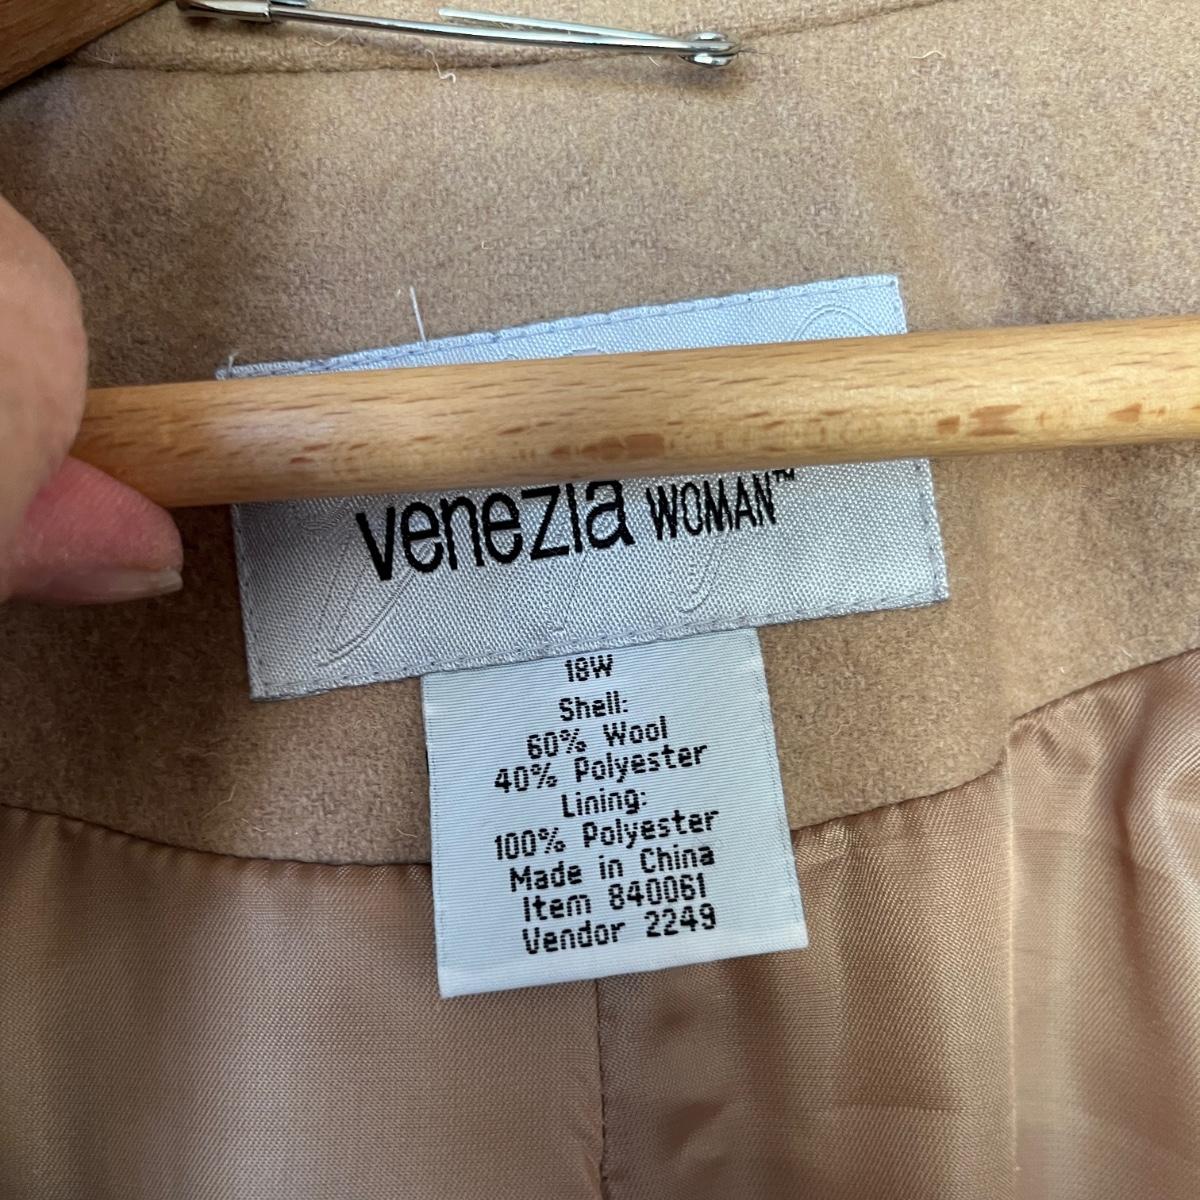 venezia WOMAN™
18W
Shell:
60% Wool
40% Polyester
Lining:
100% Polyester
Made in China
Item 840061
Vendor 2249